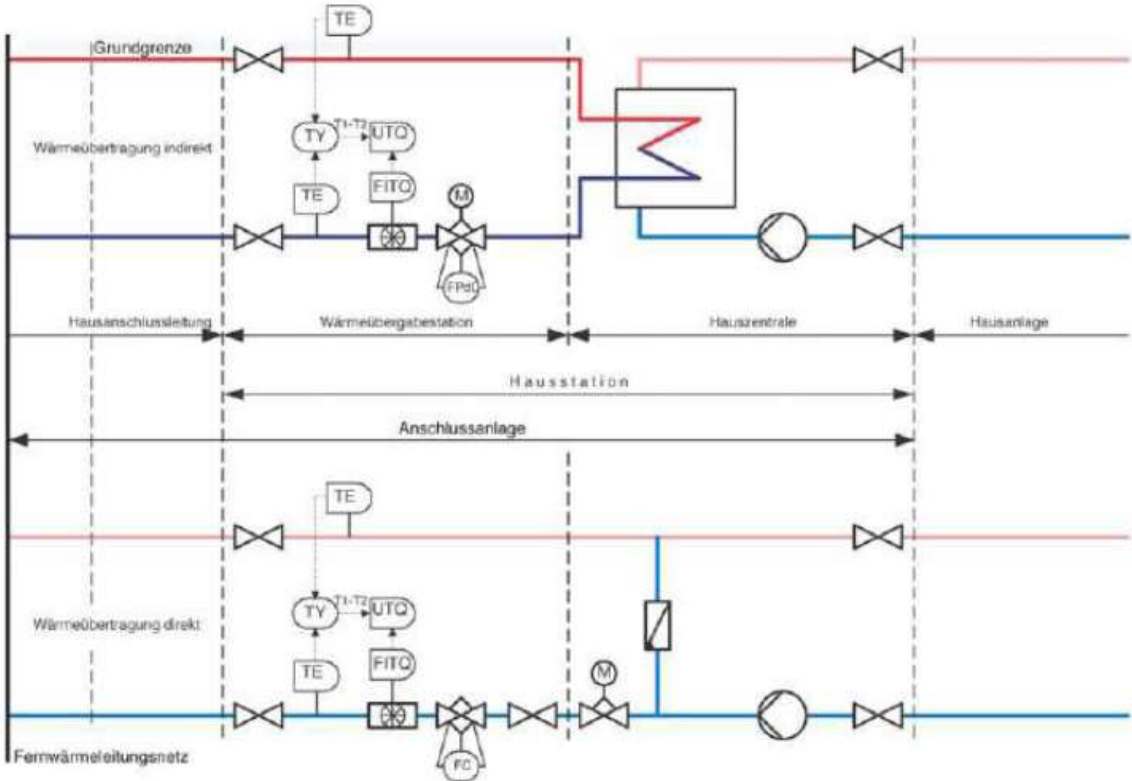 TE
Grundgrenze
TY
T1-T2
UTQ
Wärmeübertragung indirekt
TE
FITQ
M
FPdC
Hausanschlussleitung
Wärmeübergabestation
Hauszentrale
Hausanlage
Hausstation
Anschlussanlage
TE
TY
T1-T2
UTQ
Wärmeübertragung direkt
TE
FITQ
M
Fernwärmeleitungsnetz
FC